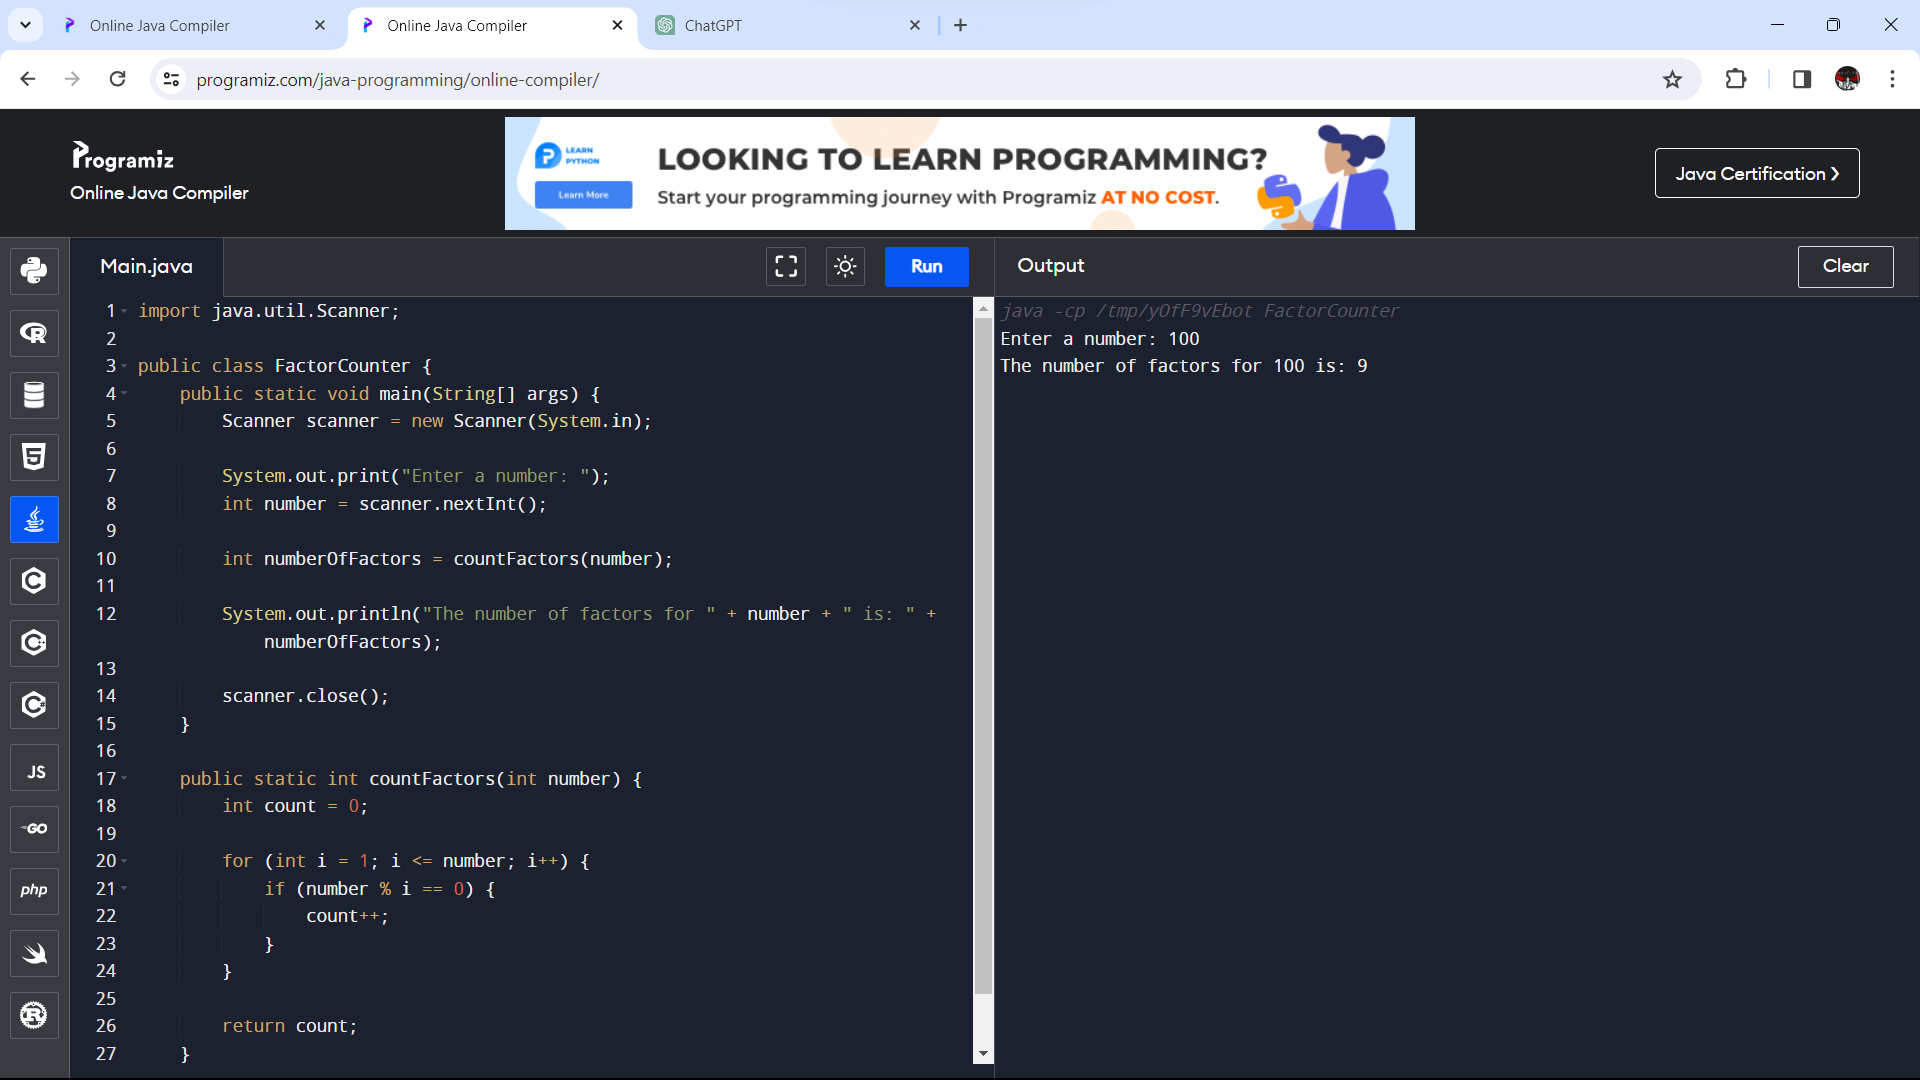 Online Java Compiler
Online Java Compiler
ChatGPT
programiz.com/java-programming/online-compiler/
Programiz
Online Java Compiler
LEARN
PYTHON
Learn More
LOOKING TO LEARN PROGRAMMING?
Start your programming journey with Programiz AT NO COST.
Java Certification ❯
Main.java
Run
Output
Clear
1 import java.util.Scanner;
2
3 public class FactorCounter {
4     public static void main(String[] args) {
5         Scanner scanner = new Scanner(System.in);
6
7         System.out.print("Enter a number: ");
8         int number = scanner.nextInt();
9
10         int numberOfFactors = countFactors(number);
11
12         System.out.println("The number of factors for " + number + " is: " +
            numberOfFactors);
13
14         scanner.close();
15     }
16
17     public static int countFactors(int number) {
18         int count = 0;
19
20         for (int i = 1; i <= number; i++) {
21             if (number % i == 0) {
22                 count++;
23             }
24         }
25
26         return count;
27     }
java -cp /tmp/yOfF9vEbot FactorCounter
Enter a number: 100
The number of factors for 100 is: 9
R
5
C
C
C
JS
GO
php
R